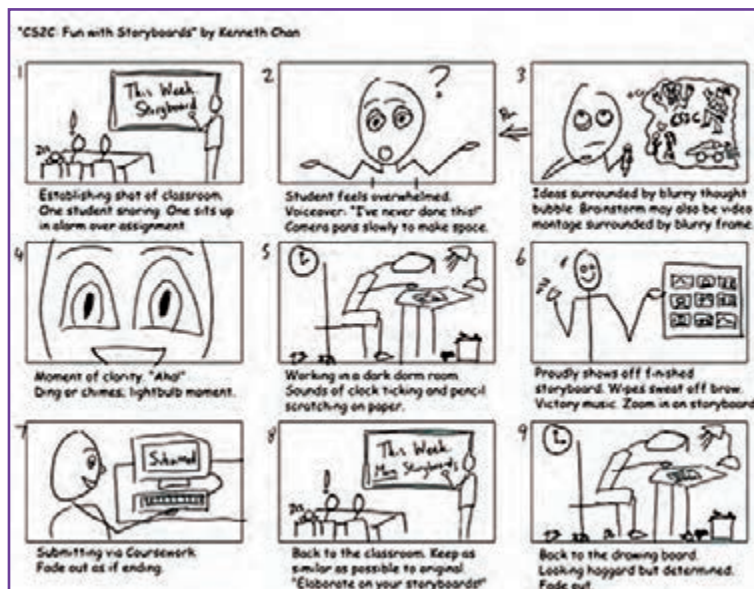 "CS2C: Fun with Storyboards" by Kenneth Chan
1
This Week:
Storyboard
Establishing shot of classroom.
One student snoring. One sits up
in alarm over assignment
2
?
Student feels overwhelmed.
Voiceover: "I've never done this!"
Camera pans slowly to make space.
Pan
3
CS2C
Ideas surrounded by blurry thought
bubble. Brainstorm may also be video
montage surrounded by blurry frame.
4
Moment of clarity. "Aha!"
Ding or chimes; lightbulb moment.
5
Working in a dark dorm room.
Sounds of clock ticking and pencil
scratching on paper.
6
Proudly shows off finished
storyboard. Wipes sweat off brow.
Victory music. Zoom in on storyboard
7
Submitted
Submitting via Coursework.
Fade out as if ending.
8
This Week:
More Storyboards
Back to the classroom. Keep as
similar as possible to original.
"Elaborate on your storyboards!"
9
Back to the drawing board.
Looking haggard but determined.
Fade out.